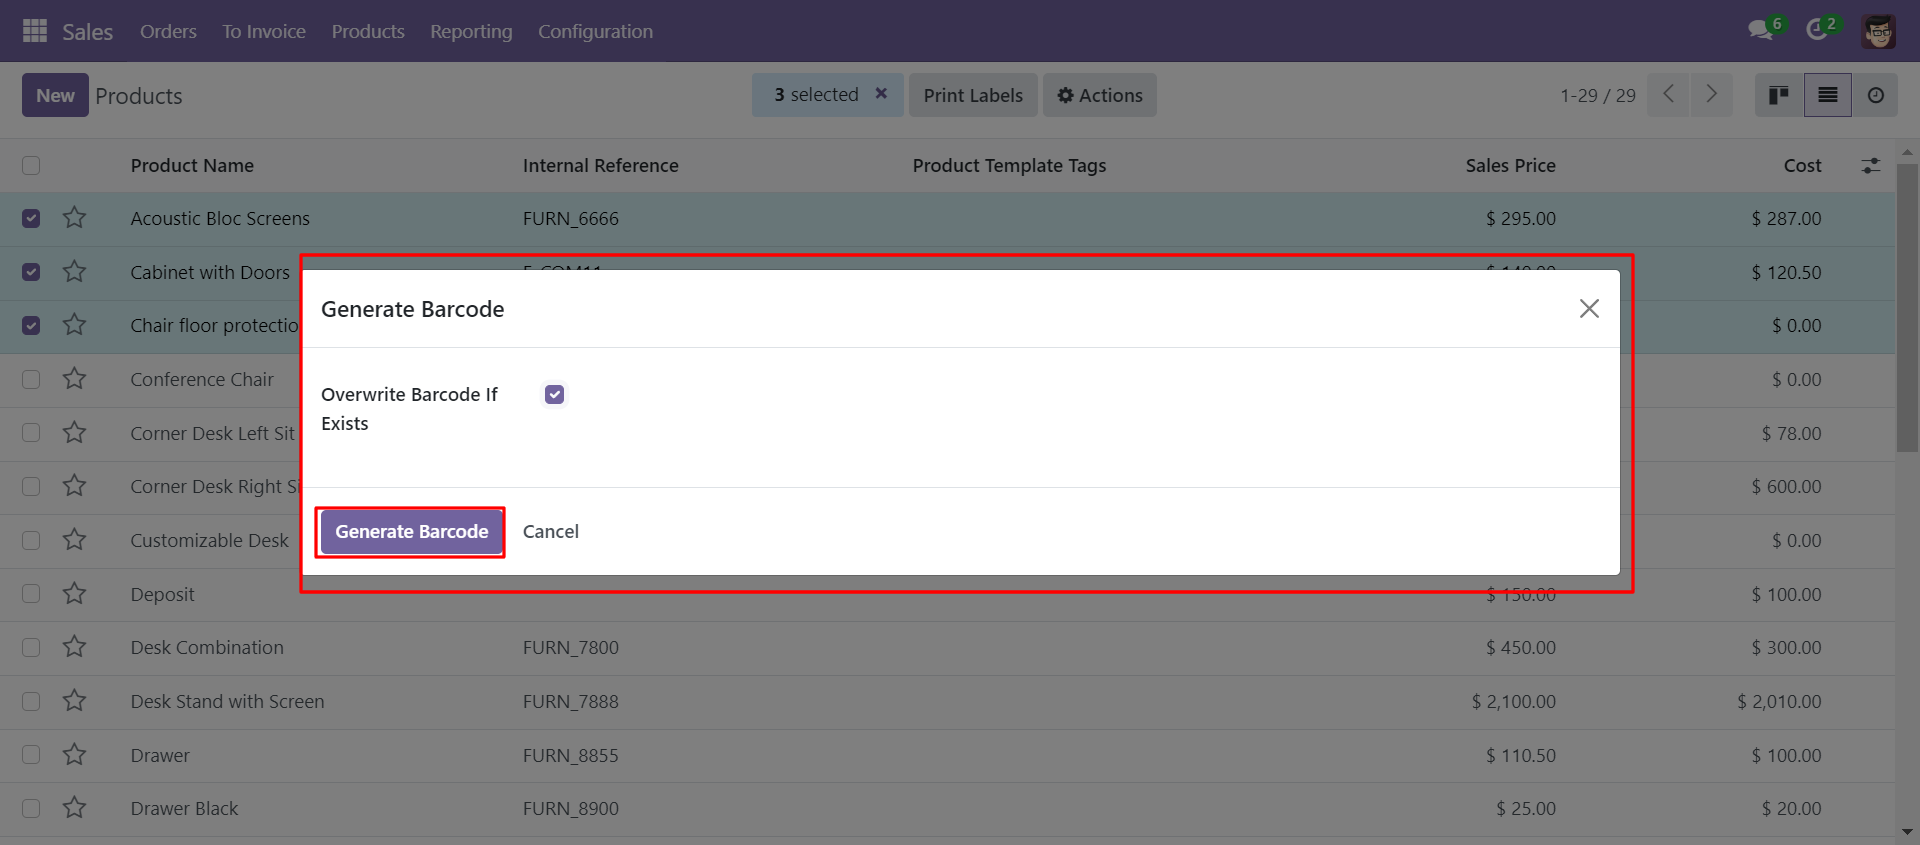 Sales Orders To Invoice Products Reporting Configuration 6 2
New Products 3 selected × Print Labels Actions 1-29 / 29
Product Name Internal Reference Product Template Tags Sales Price Cost
Acoustic Bloc Screens FURN_6666 $ 295.00 $ 287.00
Cabinet with Doors $ 120.50
Chair floor $ 0.00
Generate Barcode
Conference Chair $ 0.00
Overwrite Barcode If
Exists
Corner Desk Left Sit $ 78.00
Corner Desk Right $ 600.00
Customizable Desk $ 0.00
Generate Barcode Cancel
Deposit $ 150.00 $ 100.00
Desk Combination FURN_7800 $ 450.00 $ 300.00
Desk Stand with Screen FURN_7888 $ 2,100.00 $ 2,010.00
Drawer FURN_8855 $ 110.50 $ 100.00
Drawer Black FURN_8900 $ 25.00 $ 20.00